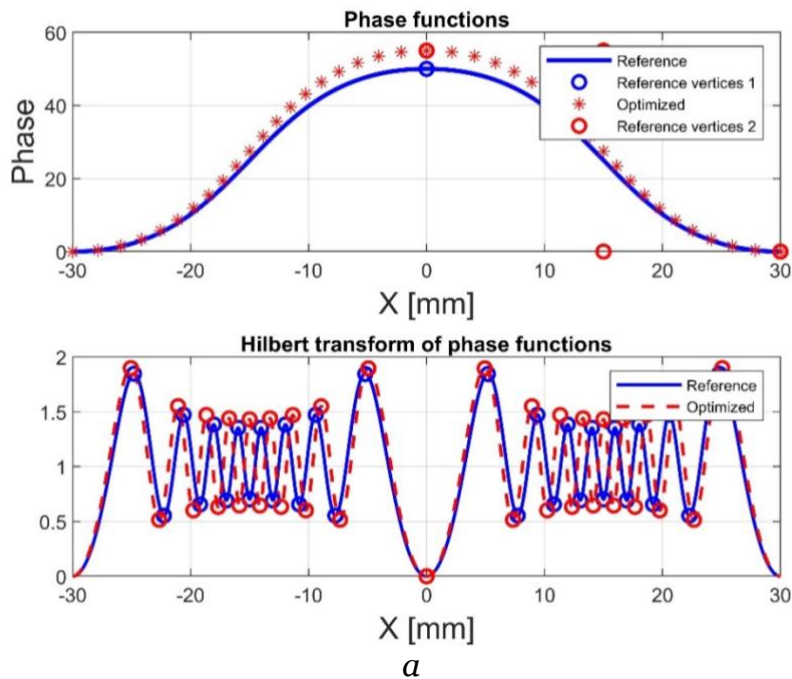 Phase functions
60
40
20
0
Phase
Reference
Reference vertices 1
Optimized
Reference vertices 2
-30 -20 -10 0 10 20 30
X [mm]
Hilbert transform of phase functions
2
1.5
1
0.5
0
Reference
Optimized
-30 -20 -10 0 10 20 30
X [mm]
a